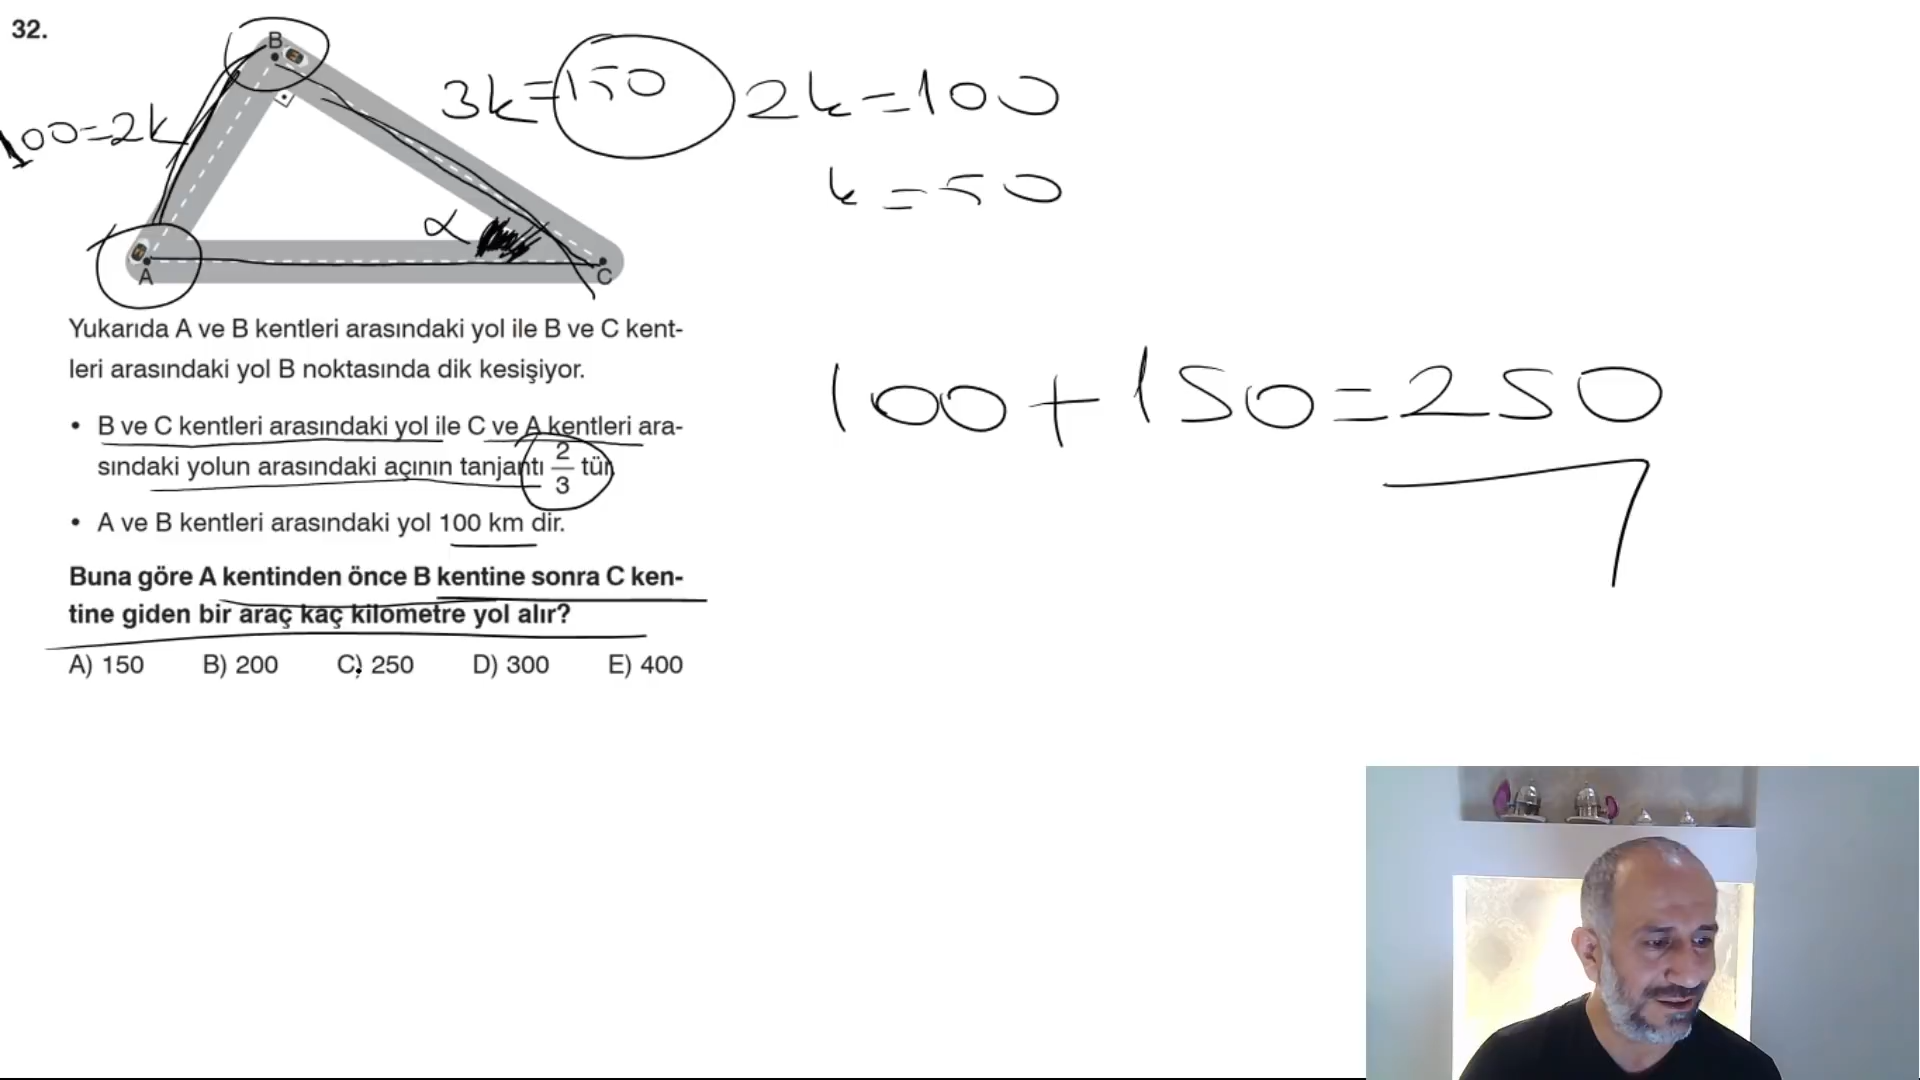 32.
B
3k=150
2k=100
100=2k
k=50
α
A
C
Yukarıda A ve B kentleri arasındaki yol ile B ve C kent-
leri arasındaki yol B noktasında dik kesişiyor.
100+150=250
• B ve C kentleri arasındaki yol ile C ve A kentleri ara-
sındaki yolun arasındaki açının tanjantı 2/3 tür.
• A ve B kentleri arasındaki yol 100 km dir.
Buna göre A kentinden önce B kentine sonra C ken-
tine giden bir araç kaç kilometre yol alır?
A) 150 B) 200 C) 250 D) 300 E) 400